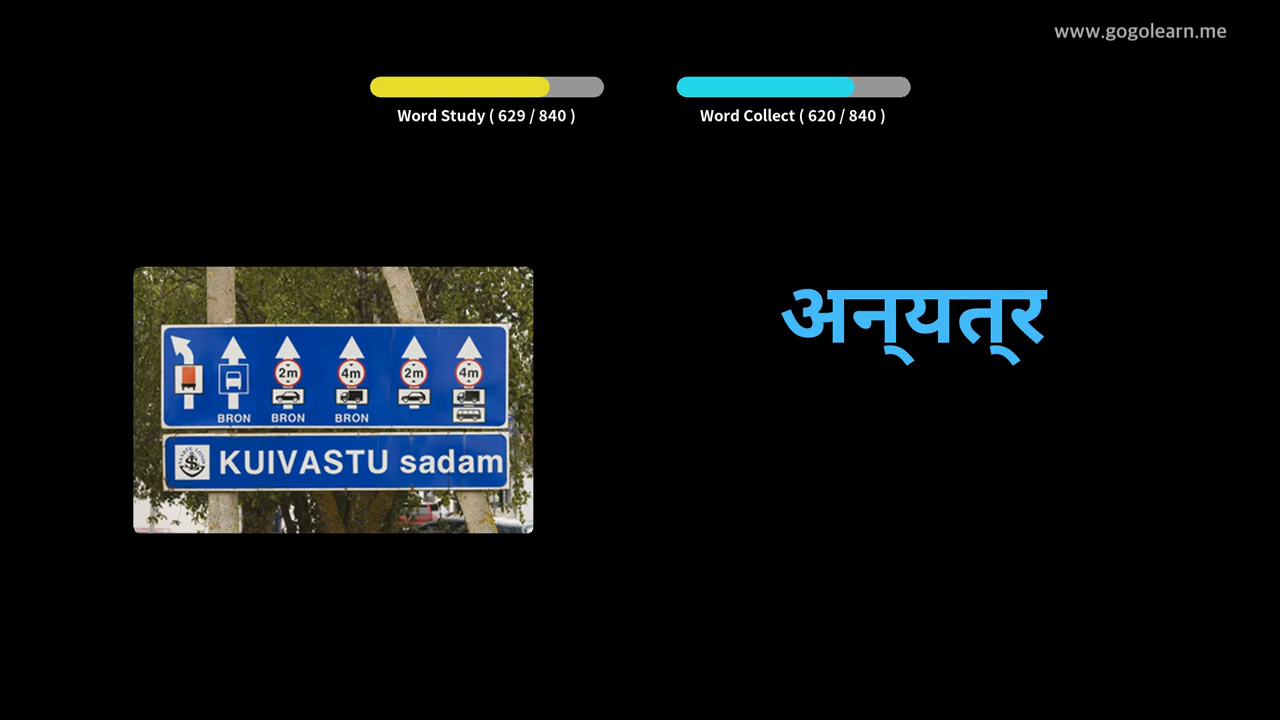 www.gogolearn.me
Word Study ( 629 / 840 )
Word Collect ( 620 / 840 )
अन्‌यत्‌र
2m 4m 2m 4m
BRON BRON BRON
KUIVASTU sadam